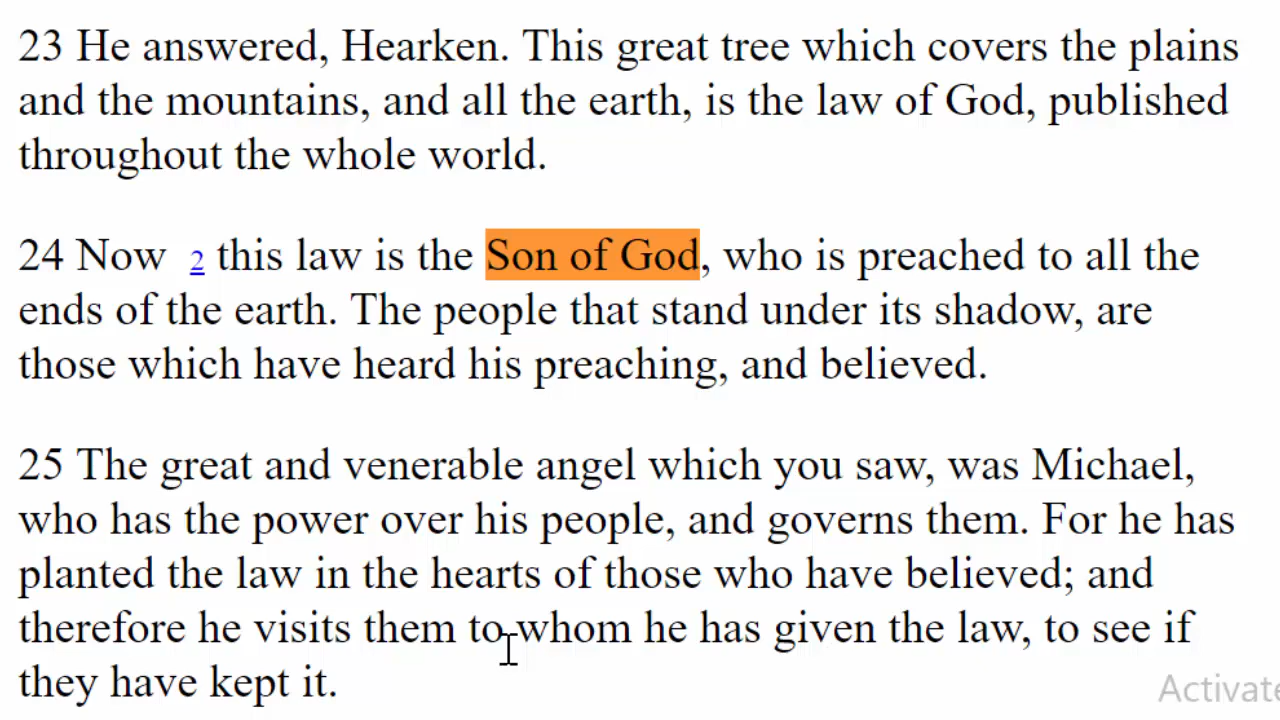 23 He answered, Hearken. This great tree which covers the plains
and the mountains, and all the earth, is the law of God, published
throughout the whole world.
24 Now 2 this law is the Son of God, who is preached to all the
ends of the earth. The people that stand under its shadow, are
those which have heard his preaching, and believed.
25 The great and venerable angel which you saw, was Michael,
who has the power over his people, and governs them. For he has
planted the law in the hearts of those who have believed; and
therefore he visits them to whom he has given the law, to see if
they have kept it.
Activate